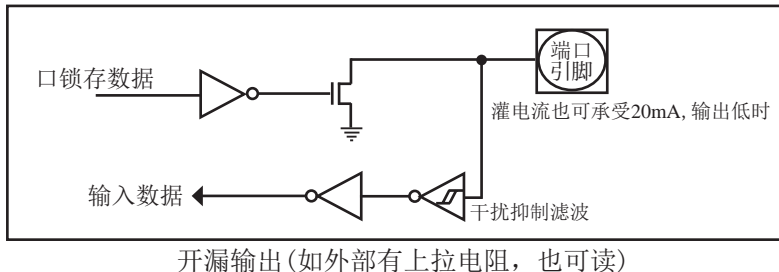 端口
引脚
口锁存数据
灌电流也可承受20mA, 输出低时
输入数据
干扰抑制滤波
开漏输出(如外部有上拉电阻，也可读)